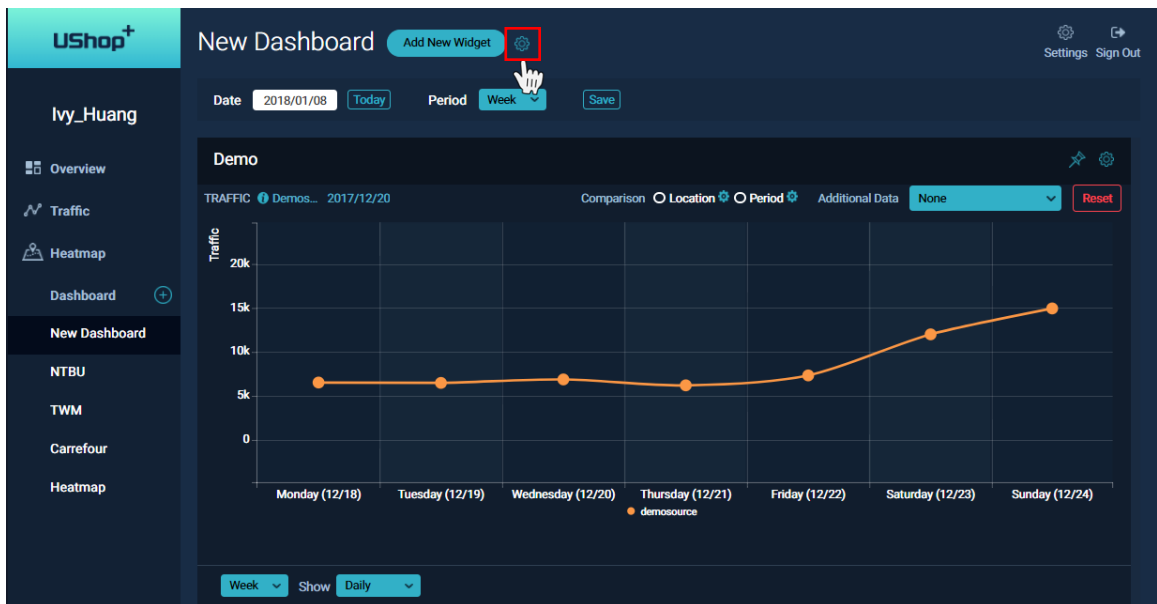 UShop+
New Dashboard Add New Widget
Settings Sign Out
Ivy_Huang
Overview
Traffic
Heatmap
Dashboard
New Dashboard
NTBU
TWM
Carrefour
Heatmap
Date 2018/01/08 Today Period Week Save
Demo
TRAFFIC Demos... 2017/12/20 Comparison Location Period Additional Data None Reset
Traffic
20k
15k
10k
5k
0
Monday (12/18) Tuesday (12/19) Wednesday (12/20) Thursday (12/21) Friday (12/22) Saturday (12/23) Sunday (12/24)
demosource
Week Show Daily